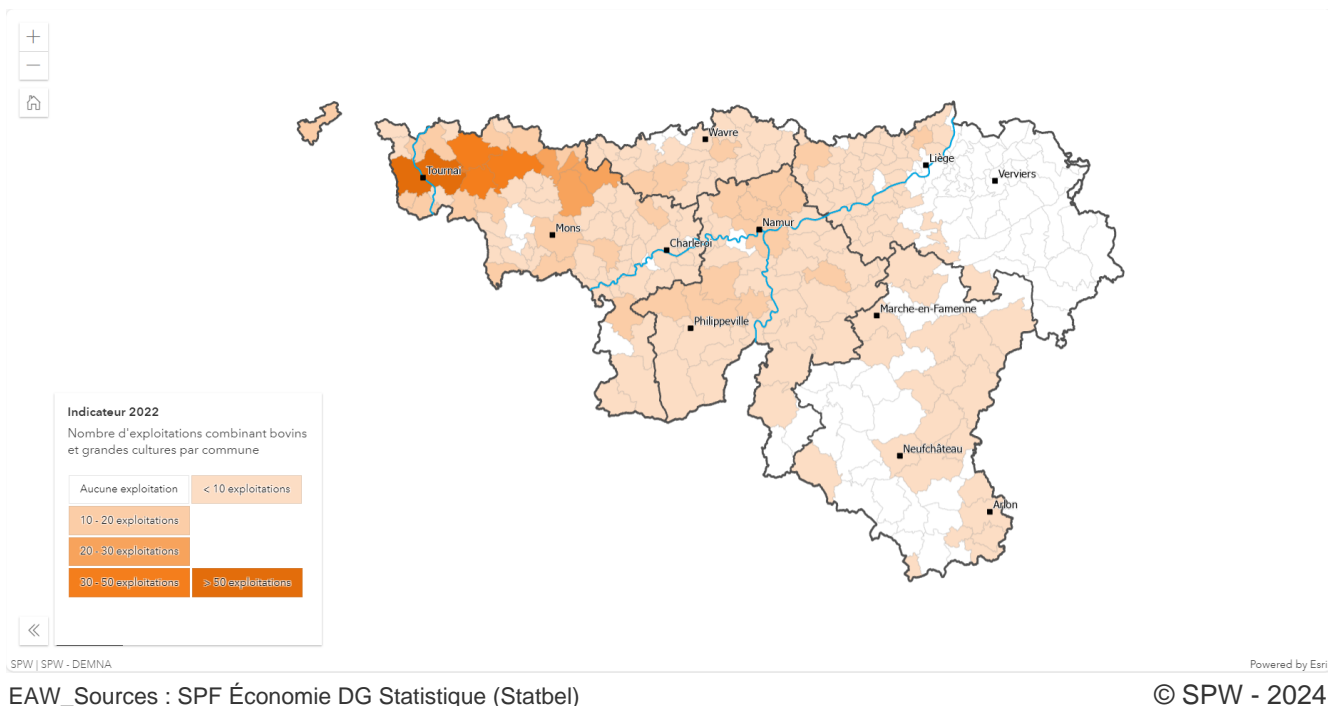 +
−
Wavre
Liège
Tournai
Verviers
Mons
Namur
Charleroi
Marche-en-Famenne
Philippeville
Neufchâteau
Arlon
Indicateur 2022
Nombre d'exploitations combinant bovins
et grandes cultures par commune
Aucune exploitation
< 10 exploitations
10 - 20 exploitations
20 - 30 exploitations
30 - 50 exploitations
> 50 exploitations
SPW | SPW - DEMNA
Powered by Esri
EAW_Sources : SPF Économie DG Statistique (Statbel)
© SPW - 2024